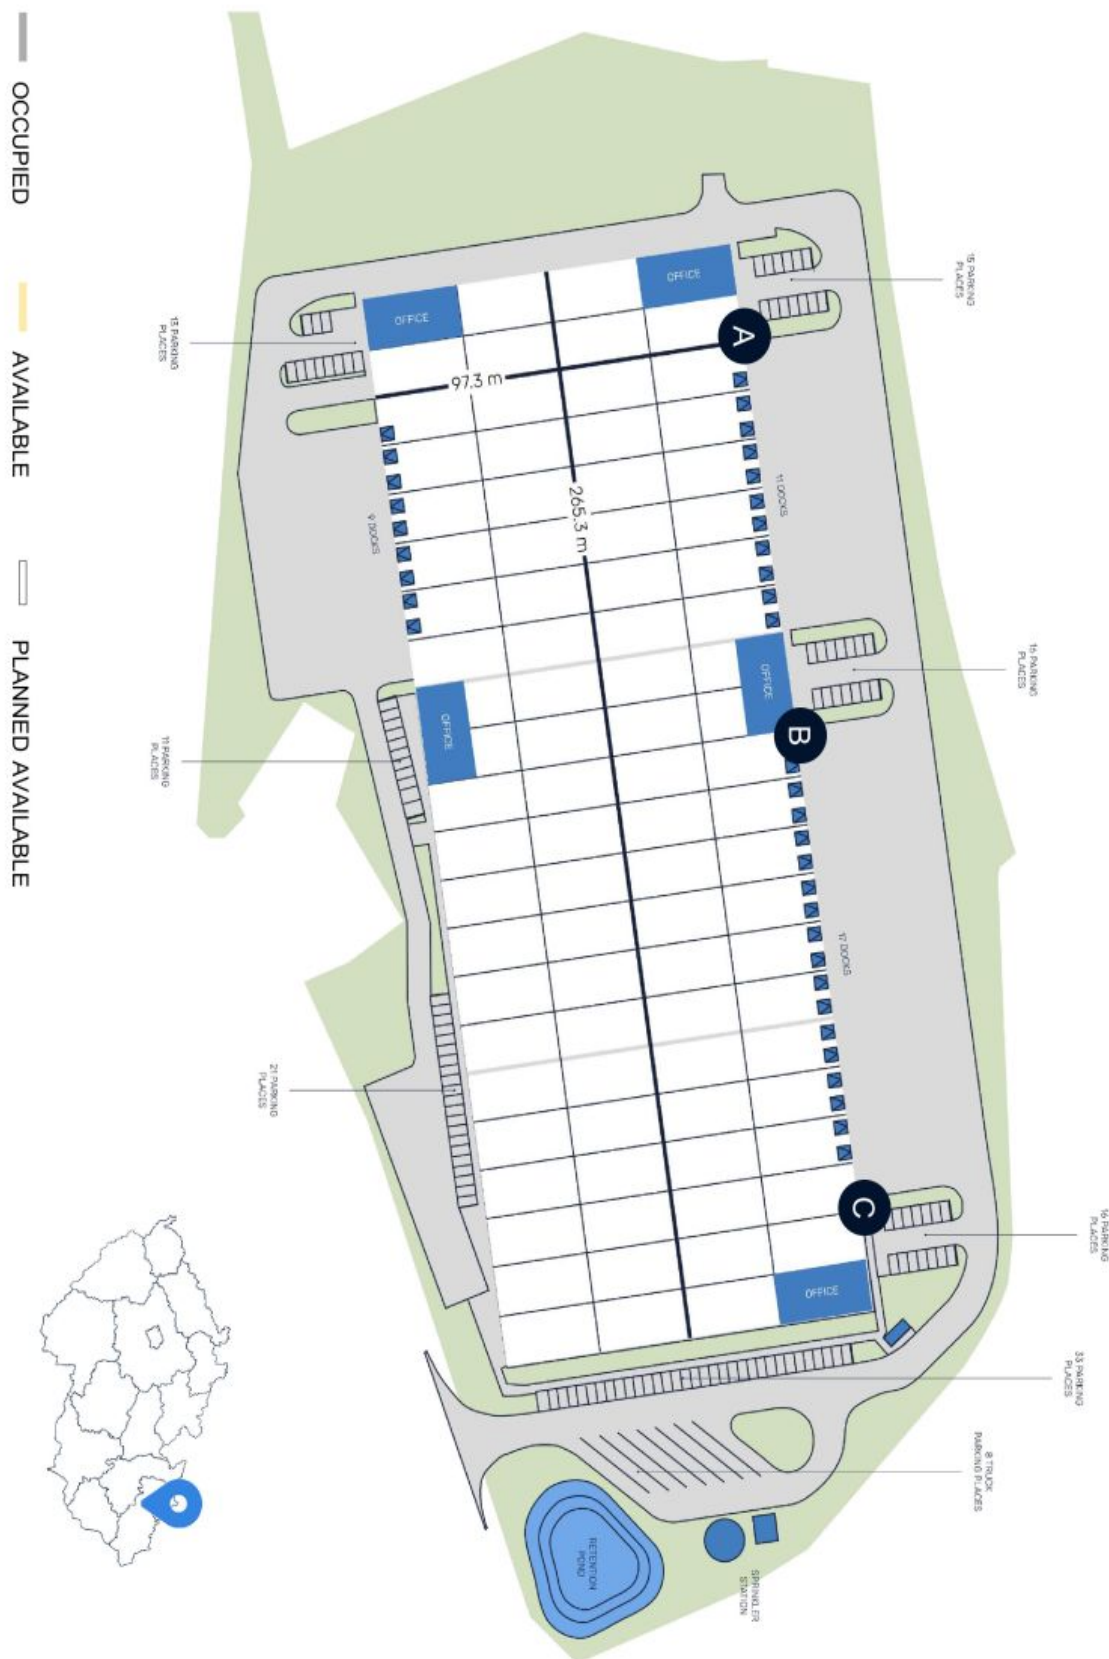 16 PARKING
PLACES
33 PARKING
PLACES
15 PARKING
PLACES
15 PARKING
PLACES
8 TRUCK
PARKING PLACES
17 DOCKS
11 DOCKS
C
B
A
OFFICE
OFFICE
OFFICE
SPRINKLER
STATION
265.3 m
RETENTION
POND
97.3 m
OFFICE
OFFICE
9 DOCKS
21 PARKING
PLACES
11 PARKING
PLACES
13 PARKING
PLACES
OCCUPIED
AVAILABLE
PLANNED AVAILABLE